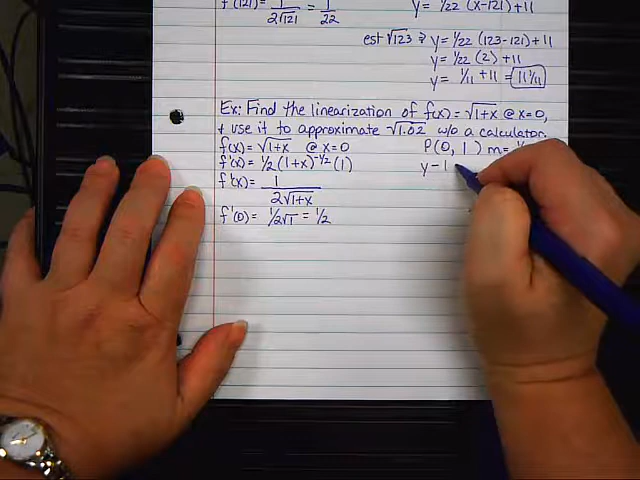 f'(121) = 1/2√121 = 1/22
y = 1/22 (x-121)+11
est √123 ? y = 1/22 (123-121)+11
y = 1/22 (2) + 11
y = 1/11 + 11 = 11 1/11
Ex: Find the linearization of f(x) = √1+x @ x=0,
+ use it to approximate √1.02 w/o a calculator.
f(x) = √1+x @ x=0
P(0, 1) m=
f'(x) = 1/2 (1+x)^-1/2 (1)
y-1
f'(x) = 1/2√1+x
f'(0) = 1/2√1 = 1/2